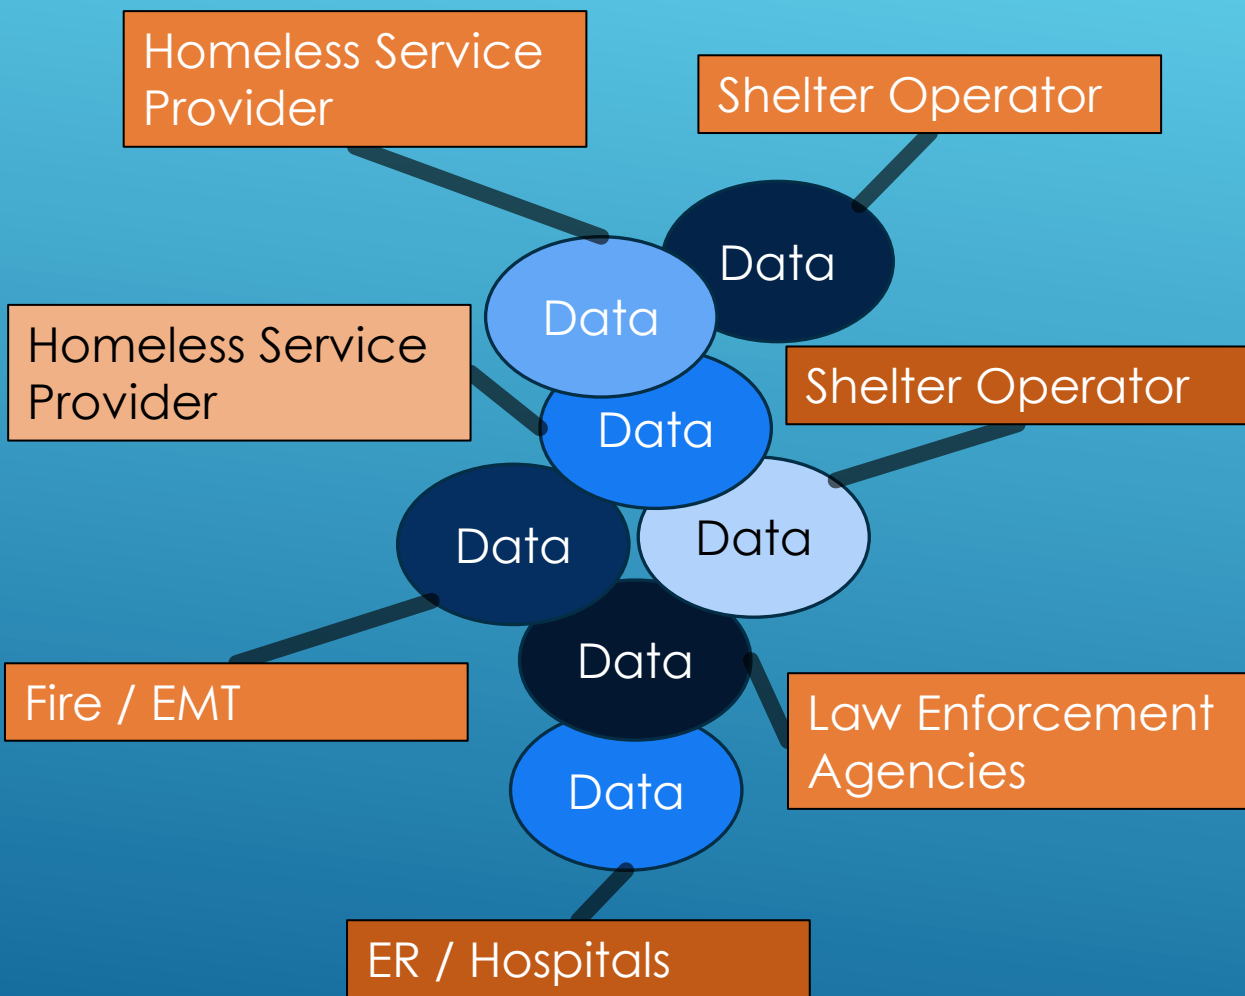 Homeless Service
Provider
Shelter Operator
Data
Data
Homeless Service
Provider
Shelter Operator
Data
Data
Data
Data
Fire / EMT
Law Enforcement
Agencies
Data
ER / Hospitals